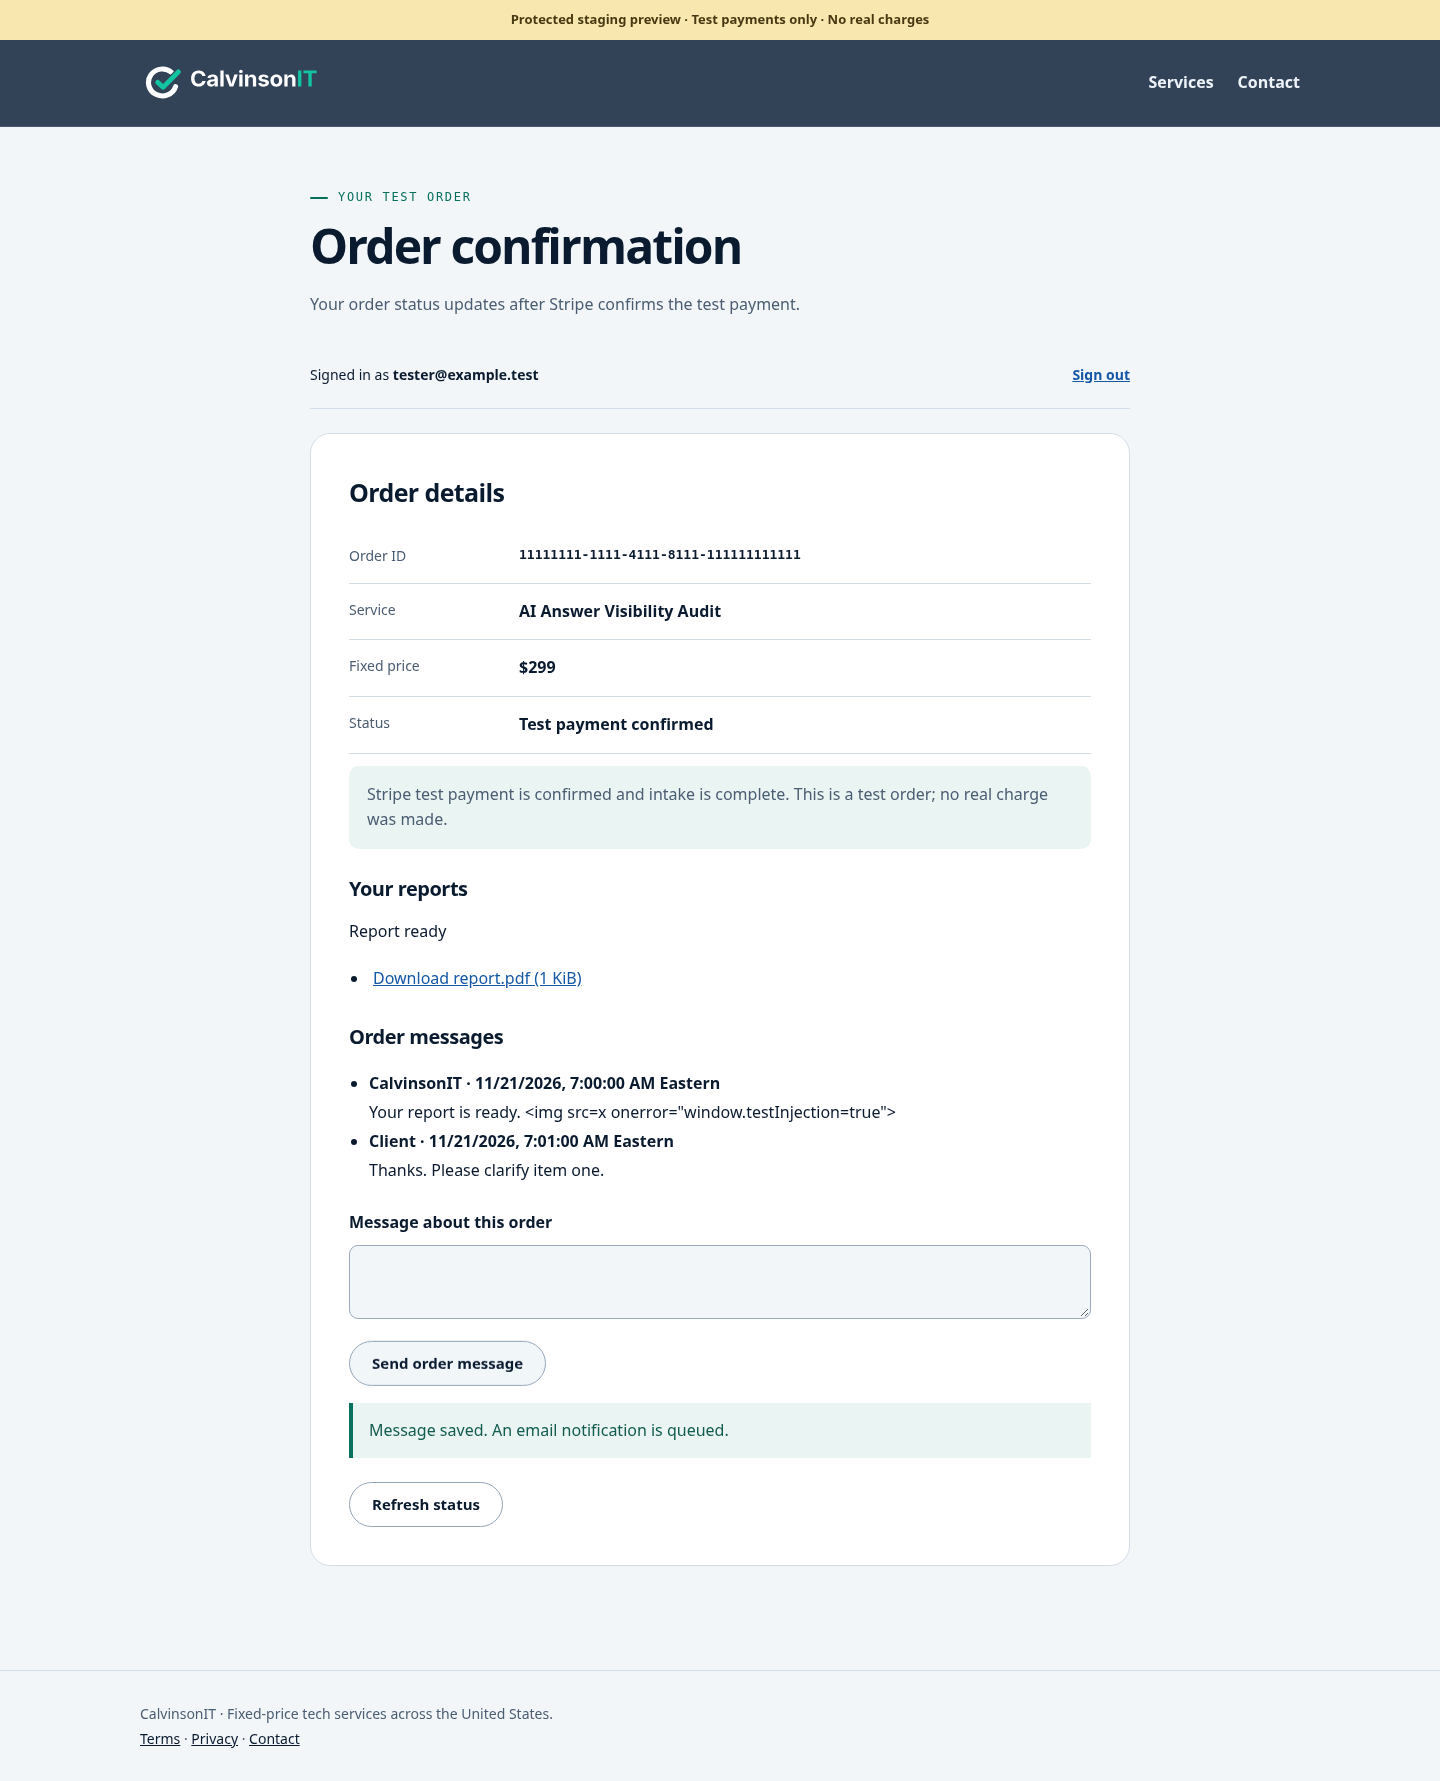 Protected staging preview · Test payments only · No real charges
CalvinsonIT
Services Contact
YOUR TEST ORDER
Order confirmation
Your order status updates after Stripe confirms the test payment.
Signed in as tester@example.test
Sign out
Order details
Order ID 11111111-1111-4111-8111-111111111111
Service AI Answer Visibility Audit
Fixed price $299
Status Test payment confirmed
Stripe test payment is confirmed and intake is complete. This is a test order; no real charge
was made.
Your reports
Report ready
• Download report.pdf (1 KiB)
Order messages
• CalvinsonIT · 11/21/2026, 7:00:00 AM Eastern
Your report is ready. <img src=x onerror="window.testInjection=true">
• Client · 11/21/2026, 7:01:00 AM Eastern
Thanks. Please clarify item one.
Message about this order
Send order message
Message saved. An email notification is queued.
Refresh status
CalvinsonIT · Fixed-price tech services across the United States.
Terms · Privacy · Contact